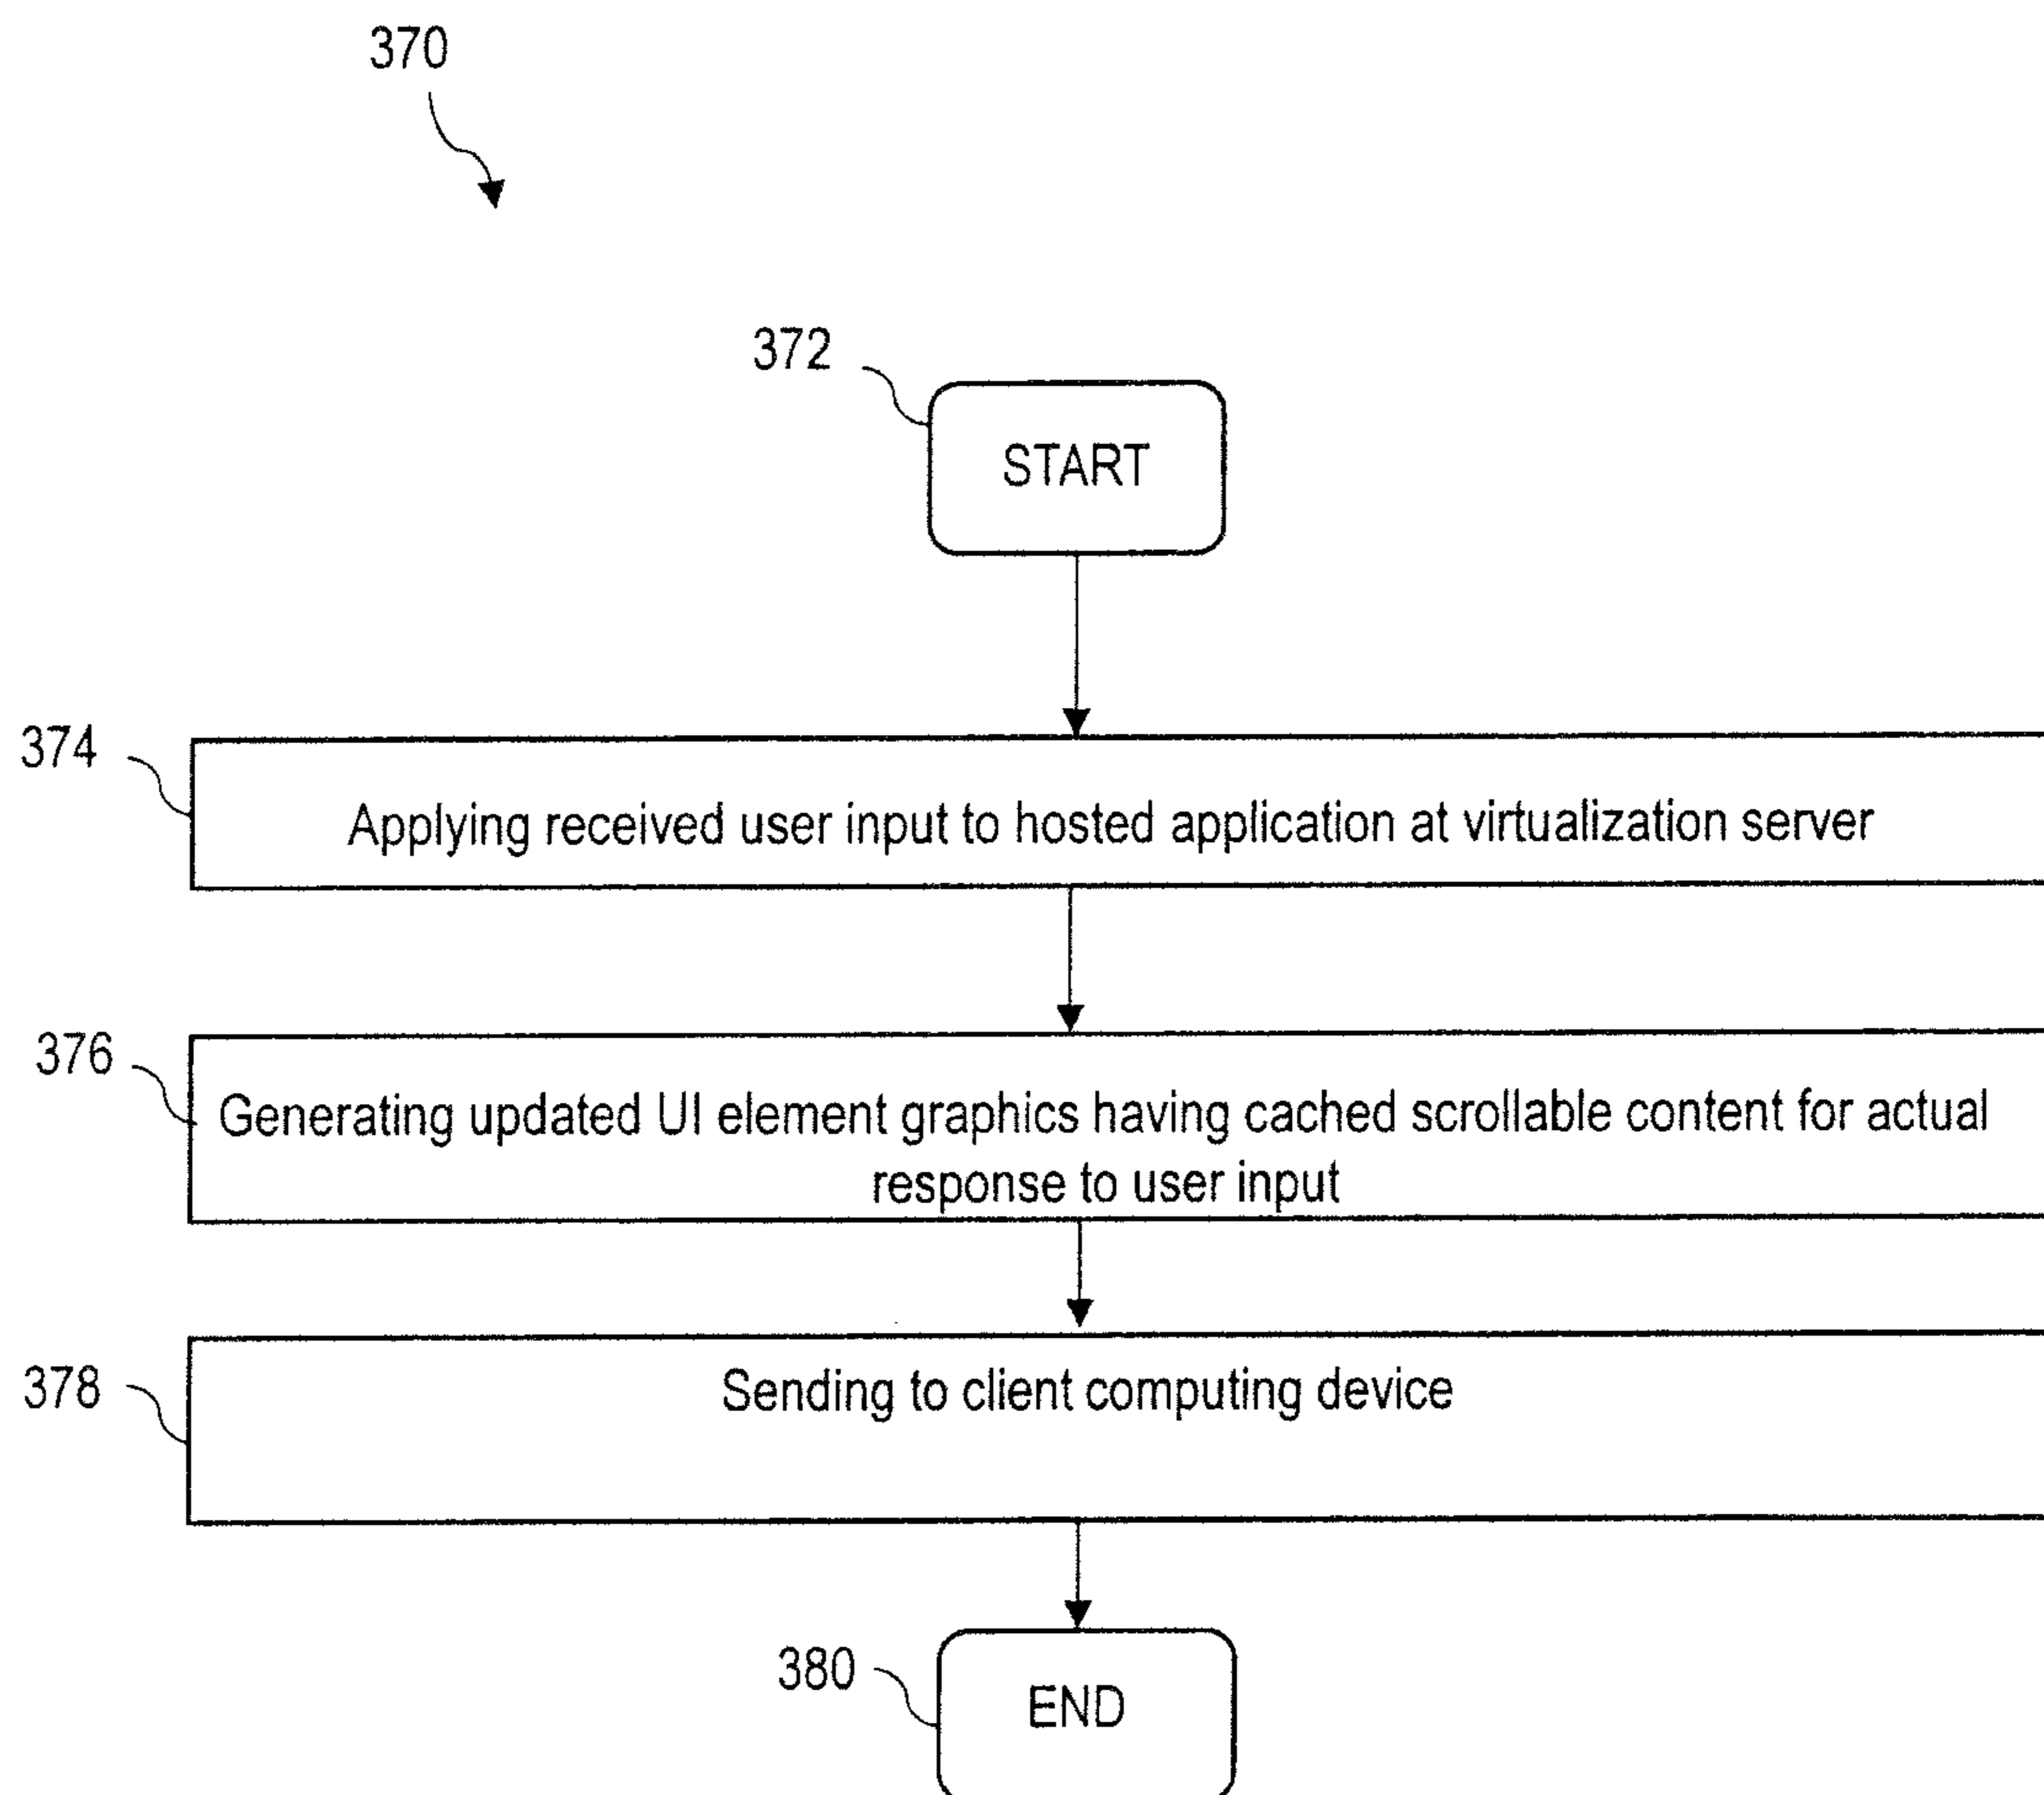 370
372
START
374
Applying received user input to hosted application at virtualization server
376
Generating updated UI element graphics having cached scrollable content for actual
response to user input
378
Sending to client computing device
380
END